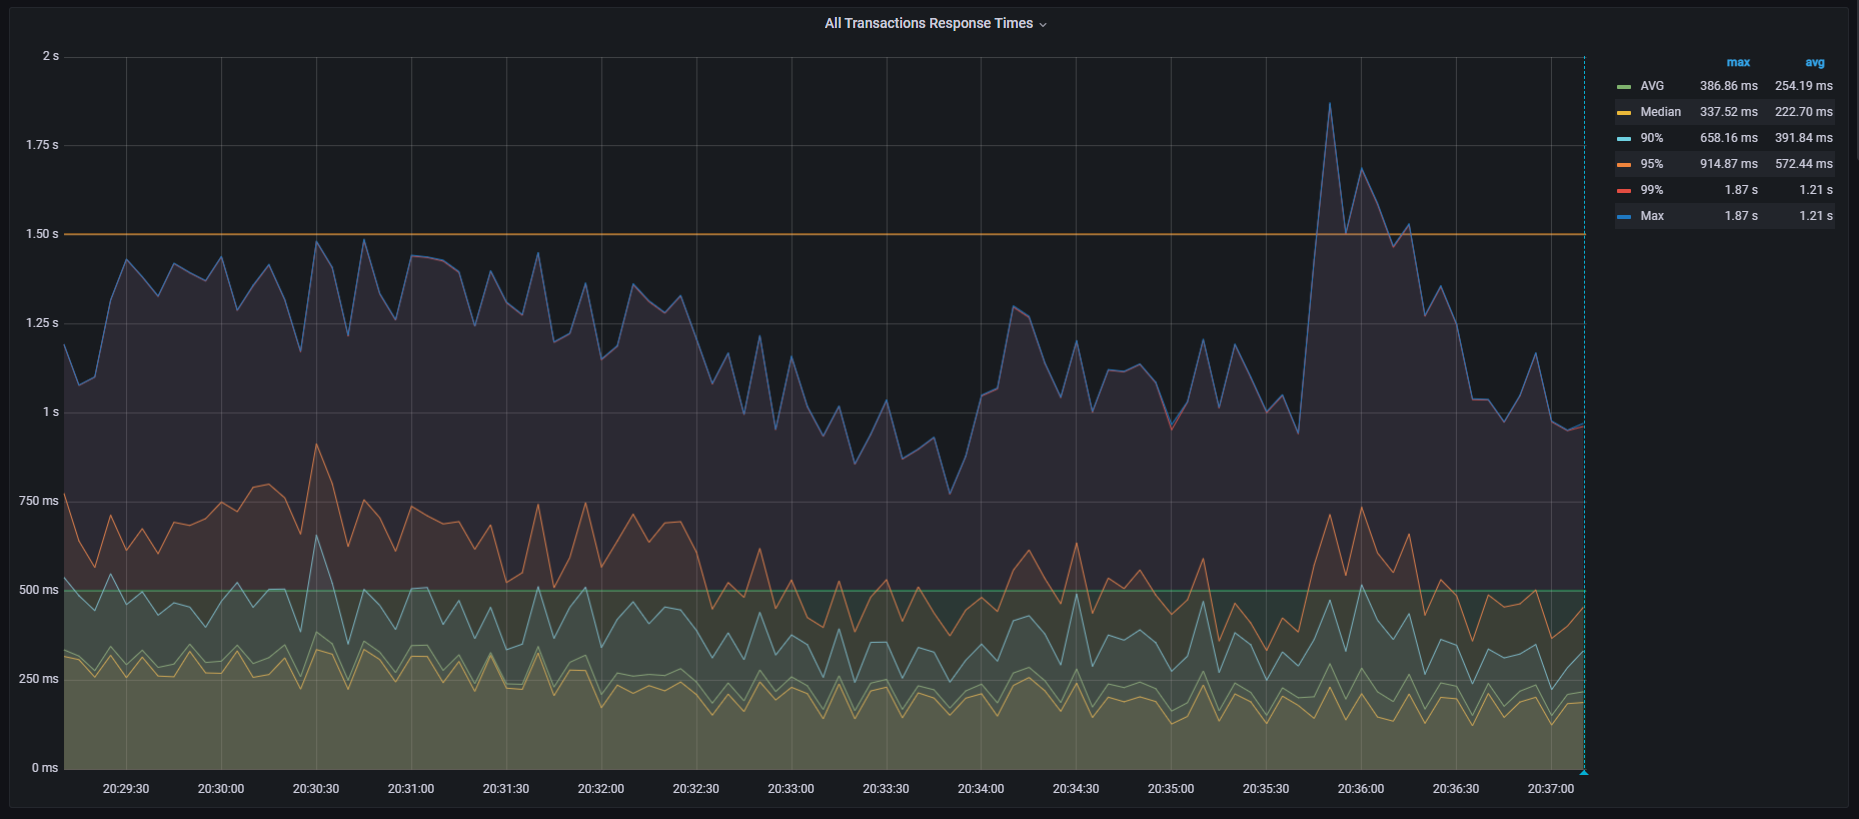 All Transactions Response Times
2 s
1.75 s
1.50 s
1.25 s
1 s
750 ms
500 ms
250 ms
0 ms
20:29:30 20:30:00 20:30:30 20:31:00 20:31:30 20:32:00 20:32:30 20:33:00 20:33:30 20:34:00 20:34:30 20:35:00 20:35:30 20:36:00 20:36:30 20:37:00
max avg
AVG 386.86 ms 254.19 ms
Median 337.52 ms 222.70 ms
90% 658.16 ms 391.84 ms
95% 914.87 ms 572.44 ms
99% 1.87 s 1.21 s
Max 1.87 s 1.21 s